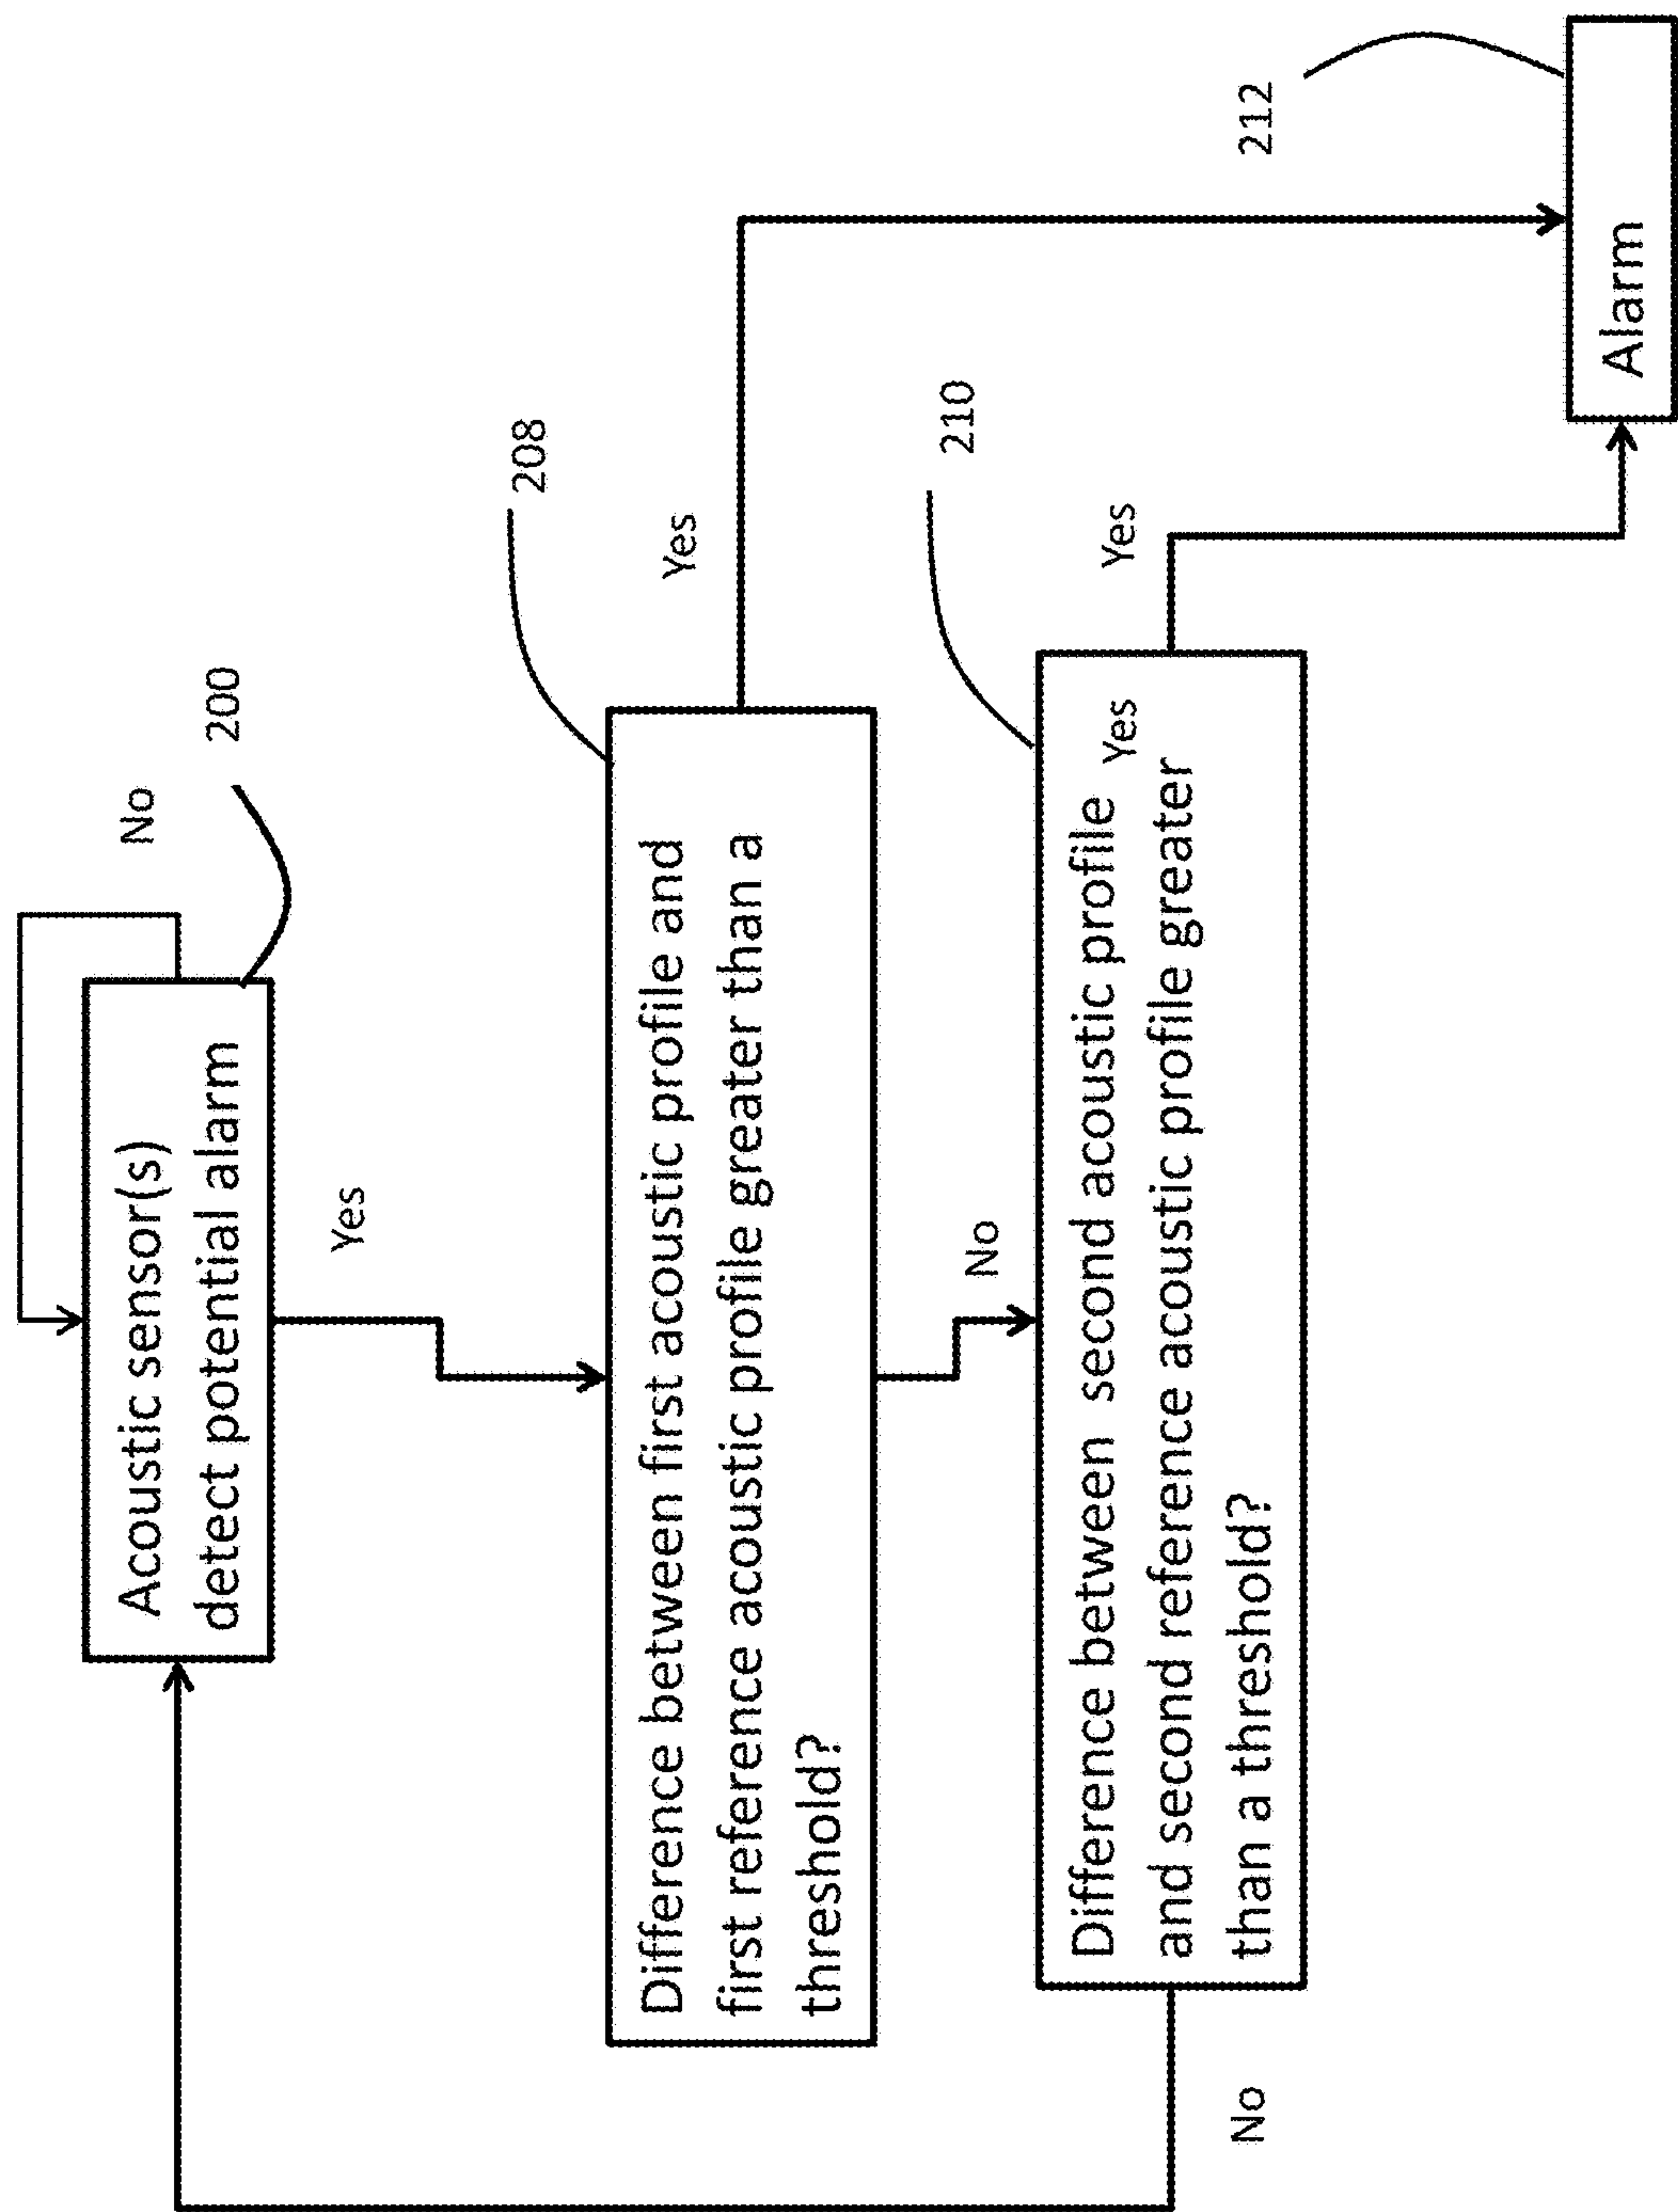 No
200
Acoustic sensor(s)
detect potential alarm
Yes
208
Difference between first acoustic profile and
first reference acoustic profile greater than a
threshold?
Yes
No
210
Difference between second acoustic profile
Yes
and second reference acoustic profile greater
than a threshold?
Yes
No
212
Alarm